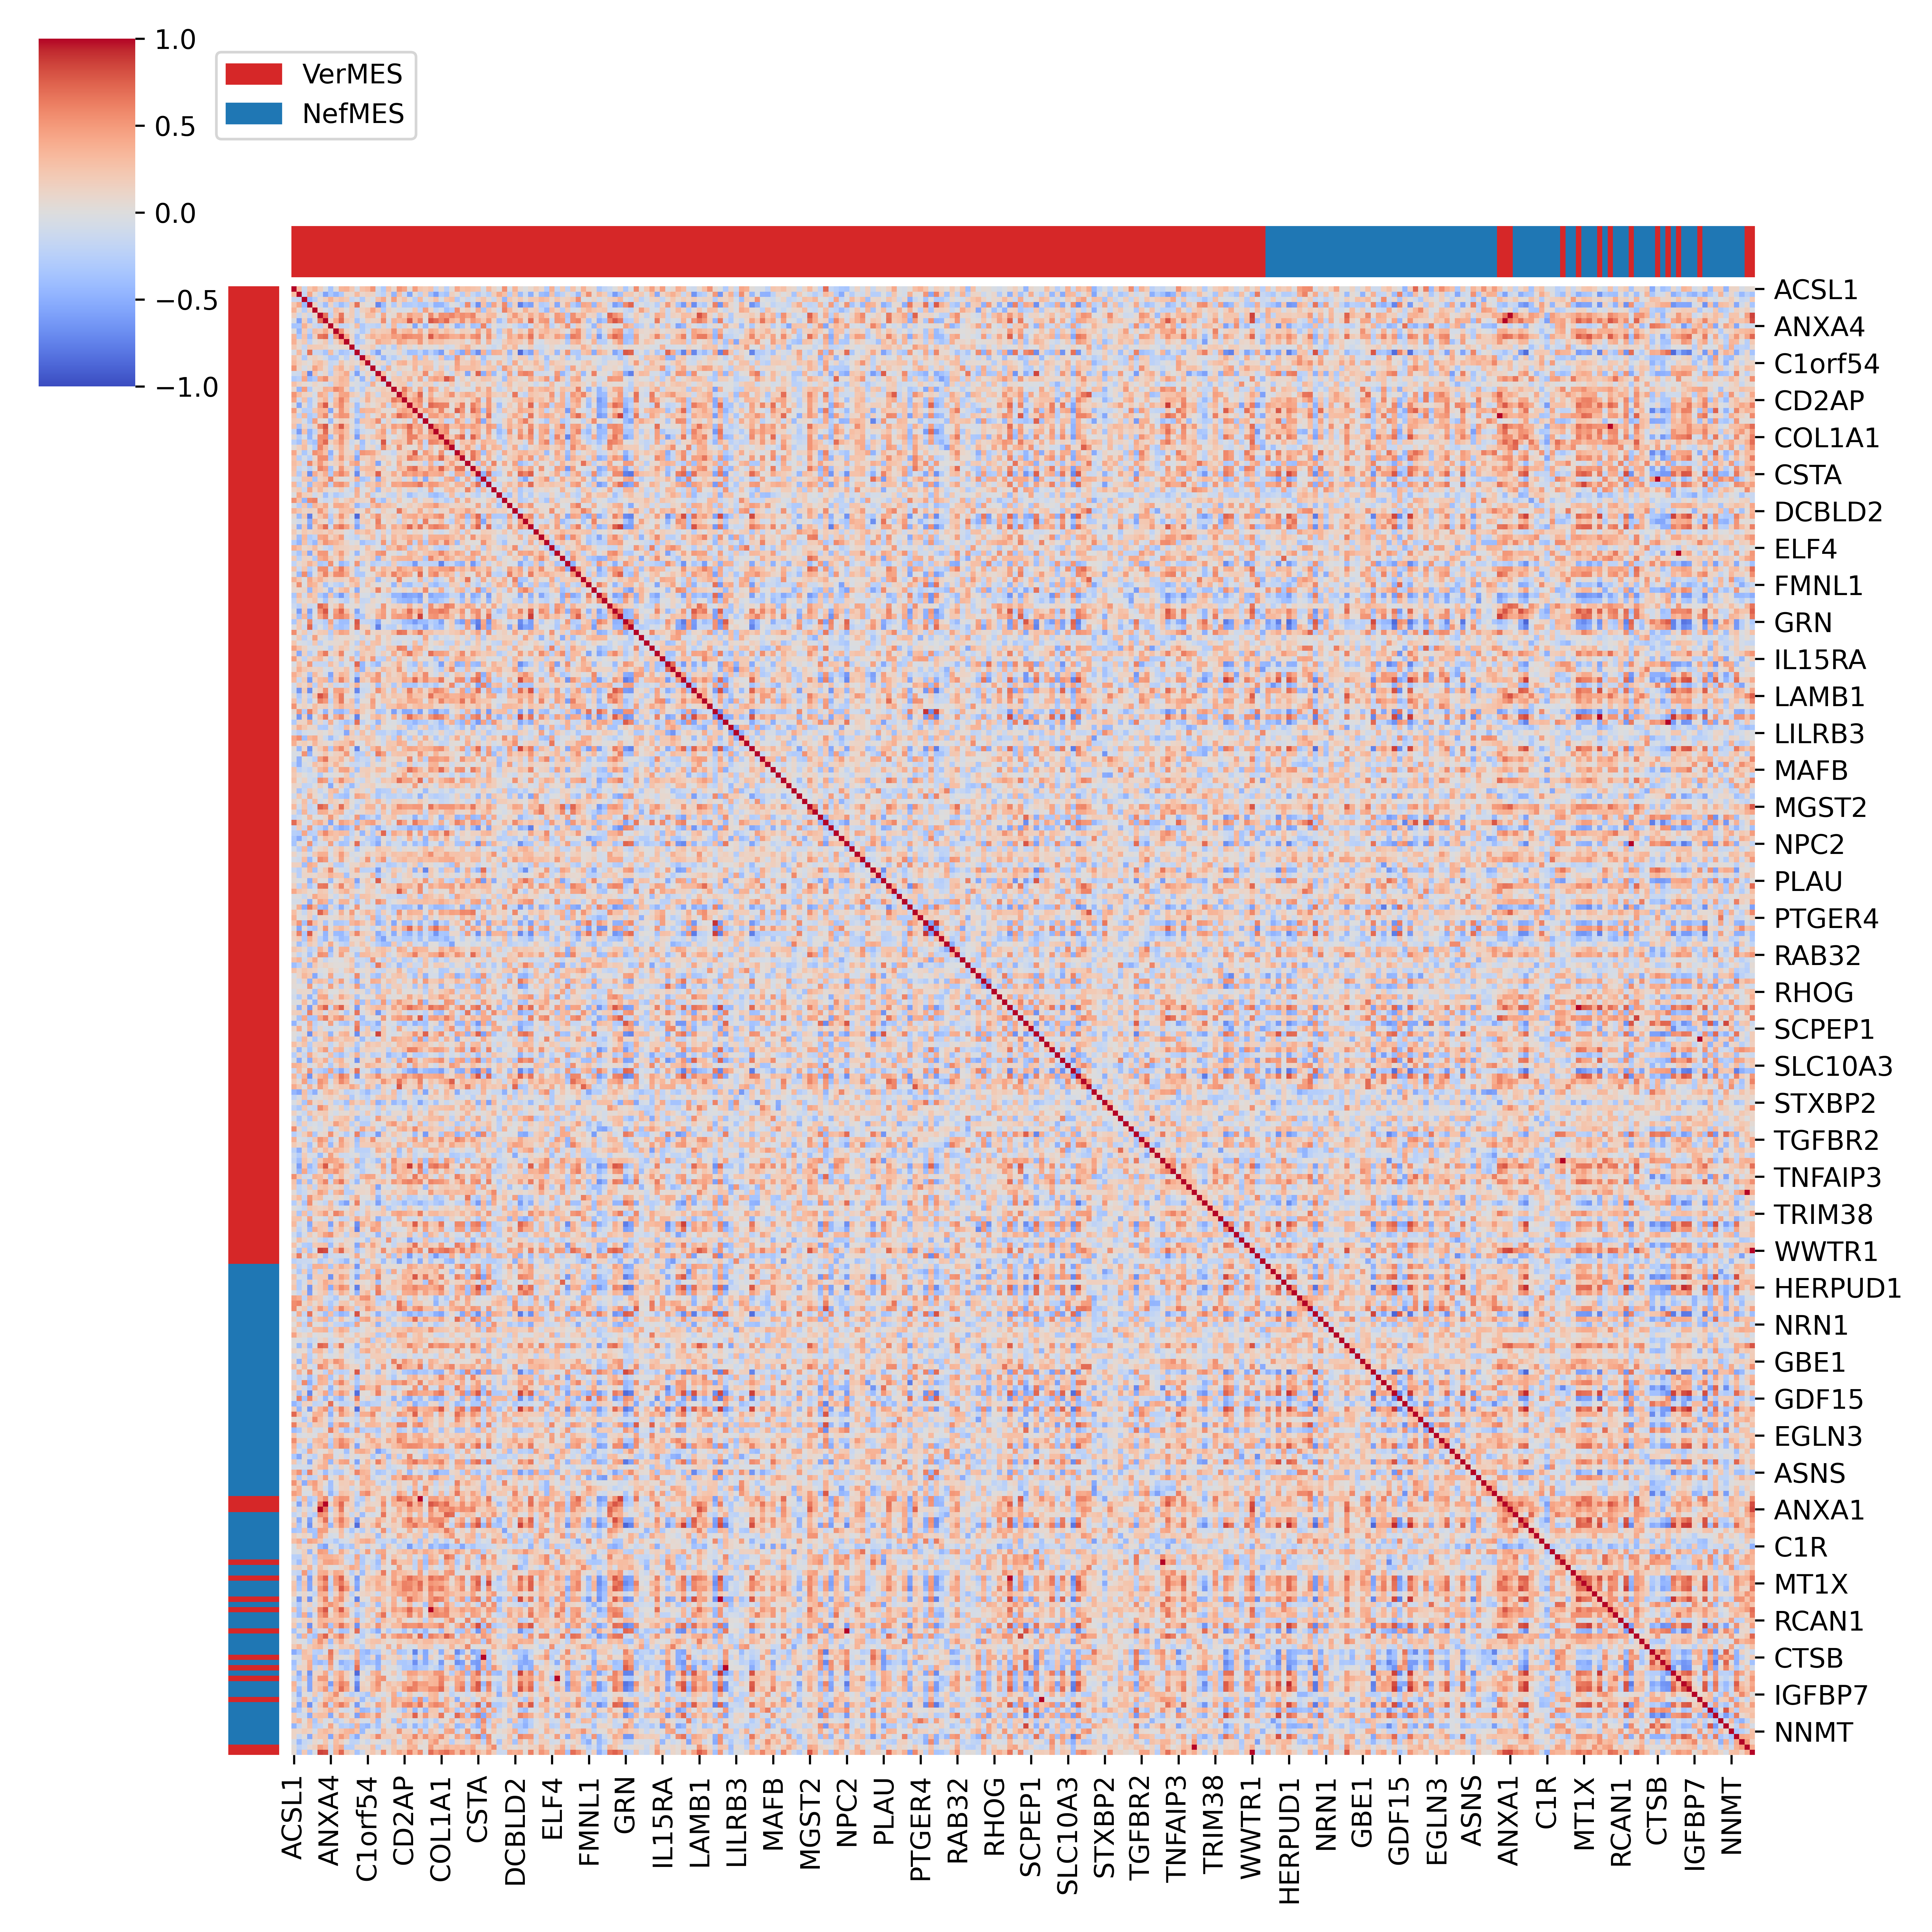 1.0
0.5
0.0
−0.5
−1.0
VerMES
NefMES
ACSL1
ANXA4
C1orf54
CD2AP
COL1A1
CSTA
DCBLD2
ELF4
FMNL1
GRN
IL15RA
LAMB1
LILRB3
MAFB
MGST2
NPC2
PLAU
PTGER4
RAB32
RHOG
SCPEP1
SLC10A3
STXBP2
TGFBR2
TNFAIP3
TRIM38
WWTR1
HERPUD1
NRN1
GBE1
GDF15
EGLN3
ASNS
ANXA1
C1R
MT1X
RCAN1
CTSB
IGFBP7
NNMT
ACSL1
ANXA4
C1orf54
CD2AP
COL1A1
CSTA
DCBLD2
ELF4
FMNL1
GRN
IL15RA
LAMB1
LILRB3
MAFB
MGST2
NPC2
PLAU
PTGER4
RAB32
RHOG
SCPEP1
SLC10A3
STXBP2
TGFBR2
TNFAIP3
TRIM38
WWTR1
HERPUD1
NRN1
GBE1
GDF15
EGLN3
ASNS
ANXA1
C1R
MT1X
RCAN1
CTSB
IGFBP7
NNMT